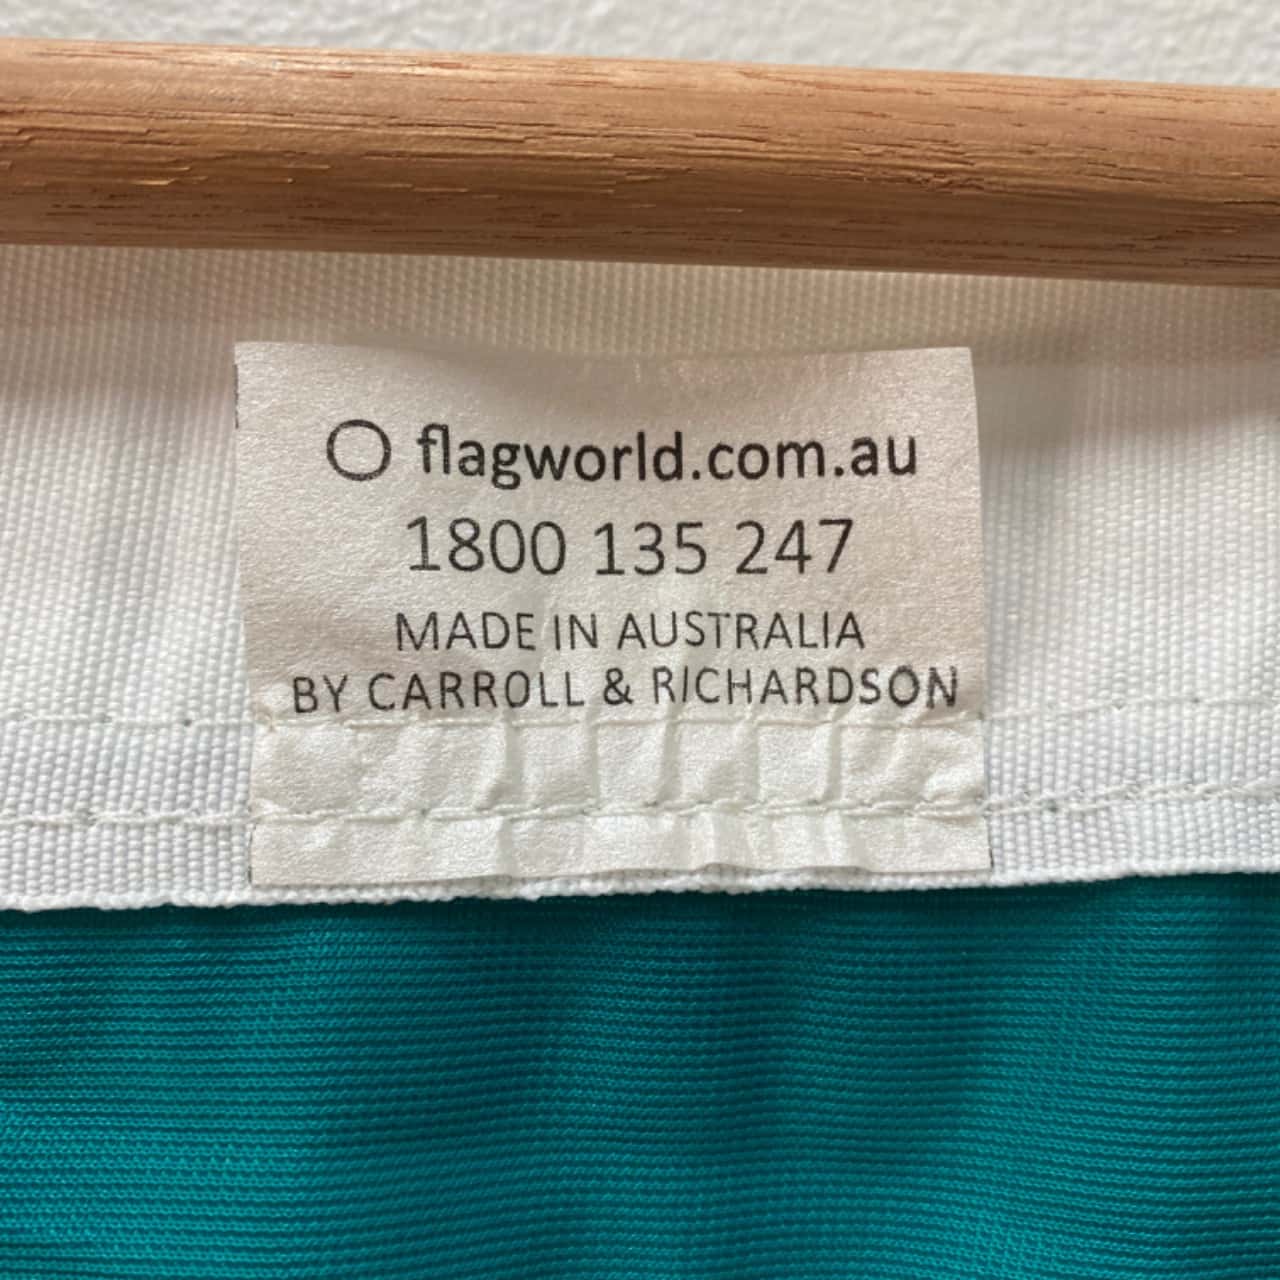 flagworld.com.au
1800 135 247
MADE IN AUSTRALIA
BY CARROLL & RICHARDSON